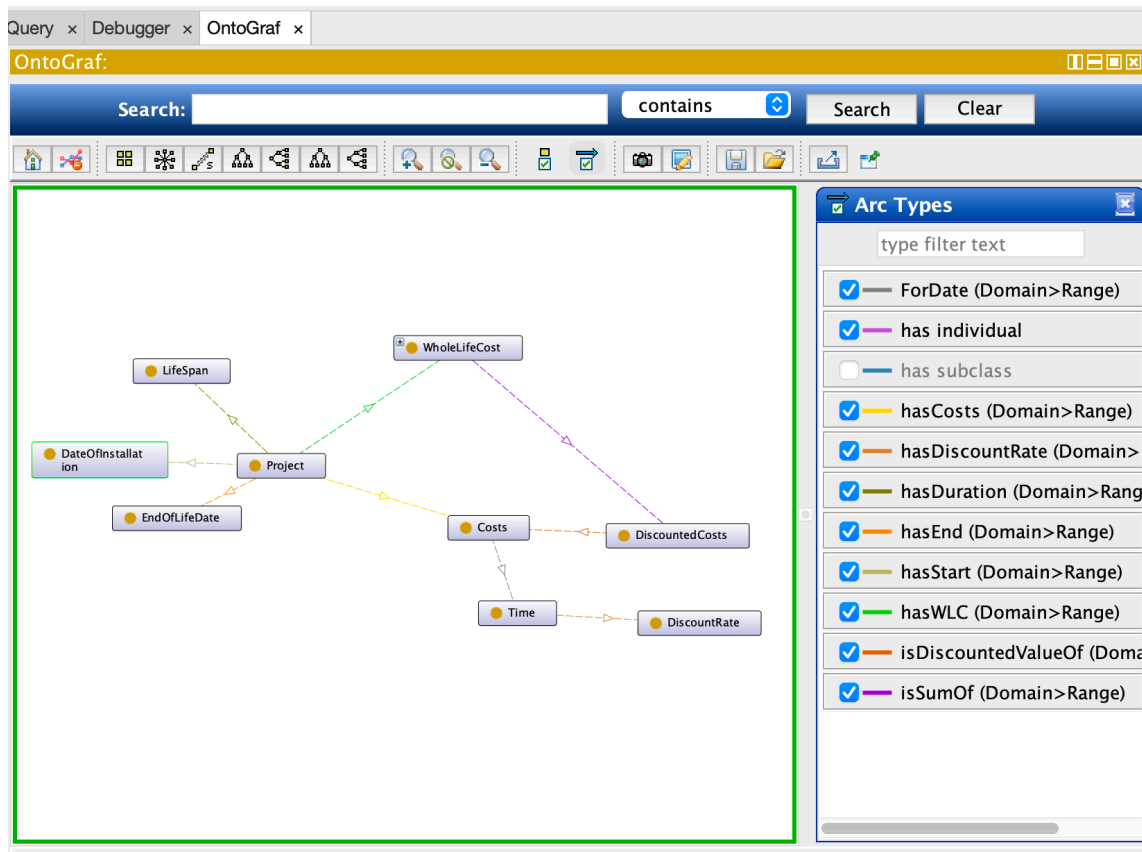 Query × Debugger × OntoGraf ×
OntoGraf:
Search: contains Search Clear
Arc Types
type filter text
ForDate (Domain>Range)
has individual
has subclass
hasCosts (Domain>Range)
hasDiscountRate (Domain>
hasDuration (Domain>Rang
hasEnd (Domain>Range)
hasStart (Domain>Range)
hasWLC (Domain>Range)
isDiscountedValueOf (Doma
isSumOf (Domain>Range)
WholeLifeCost
LifeSpan
DateOfInstallat
ion
Project
EndOfLifeDate
Costs
DiscountedCosts
Time
DiscountRate